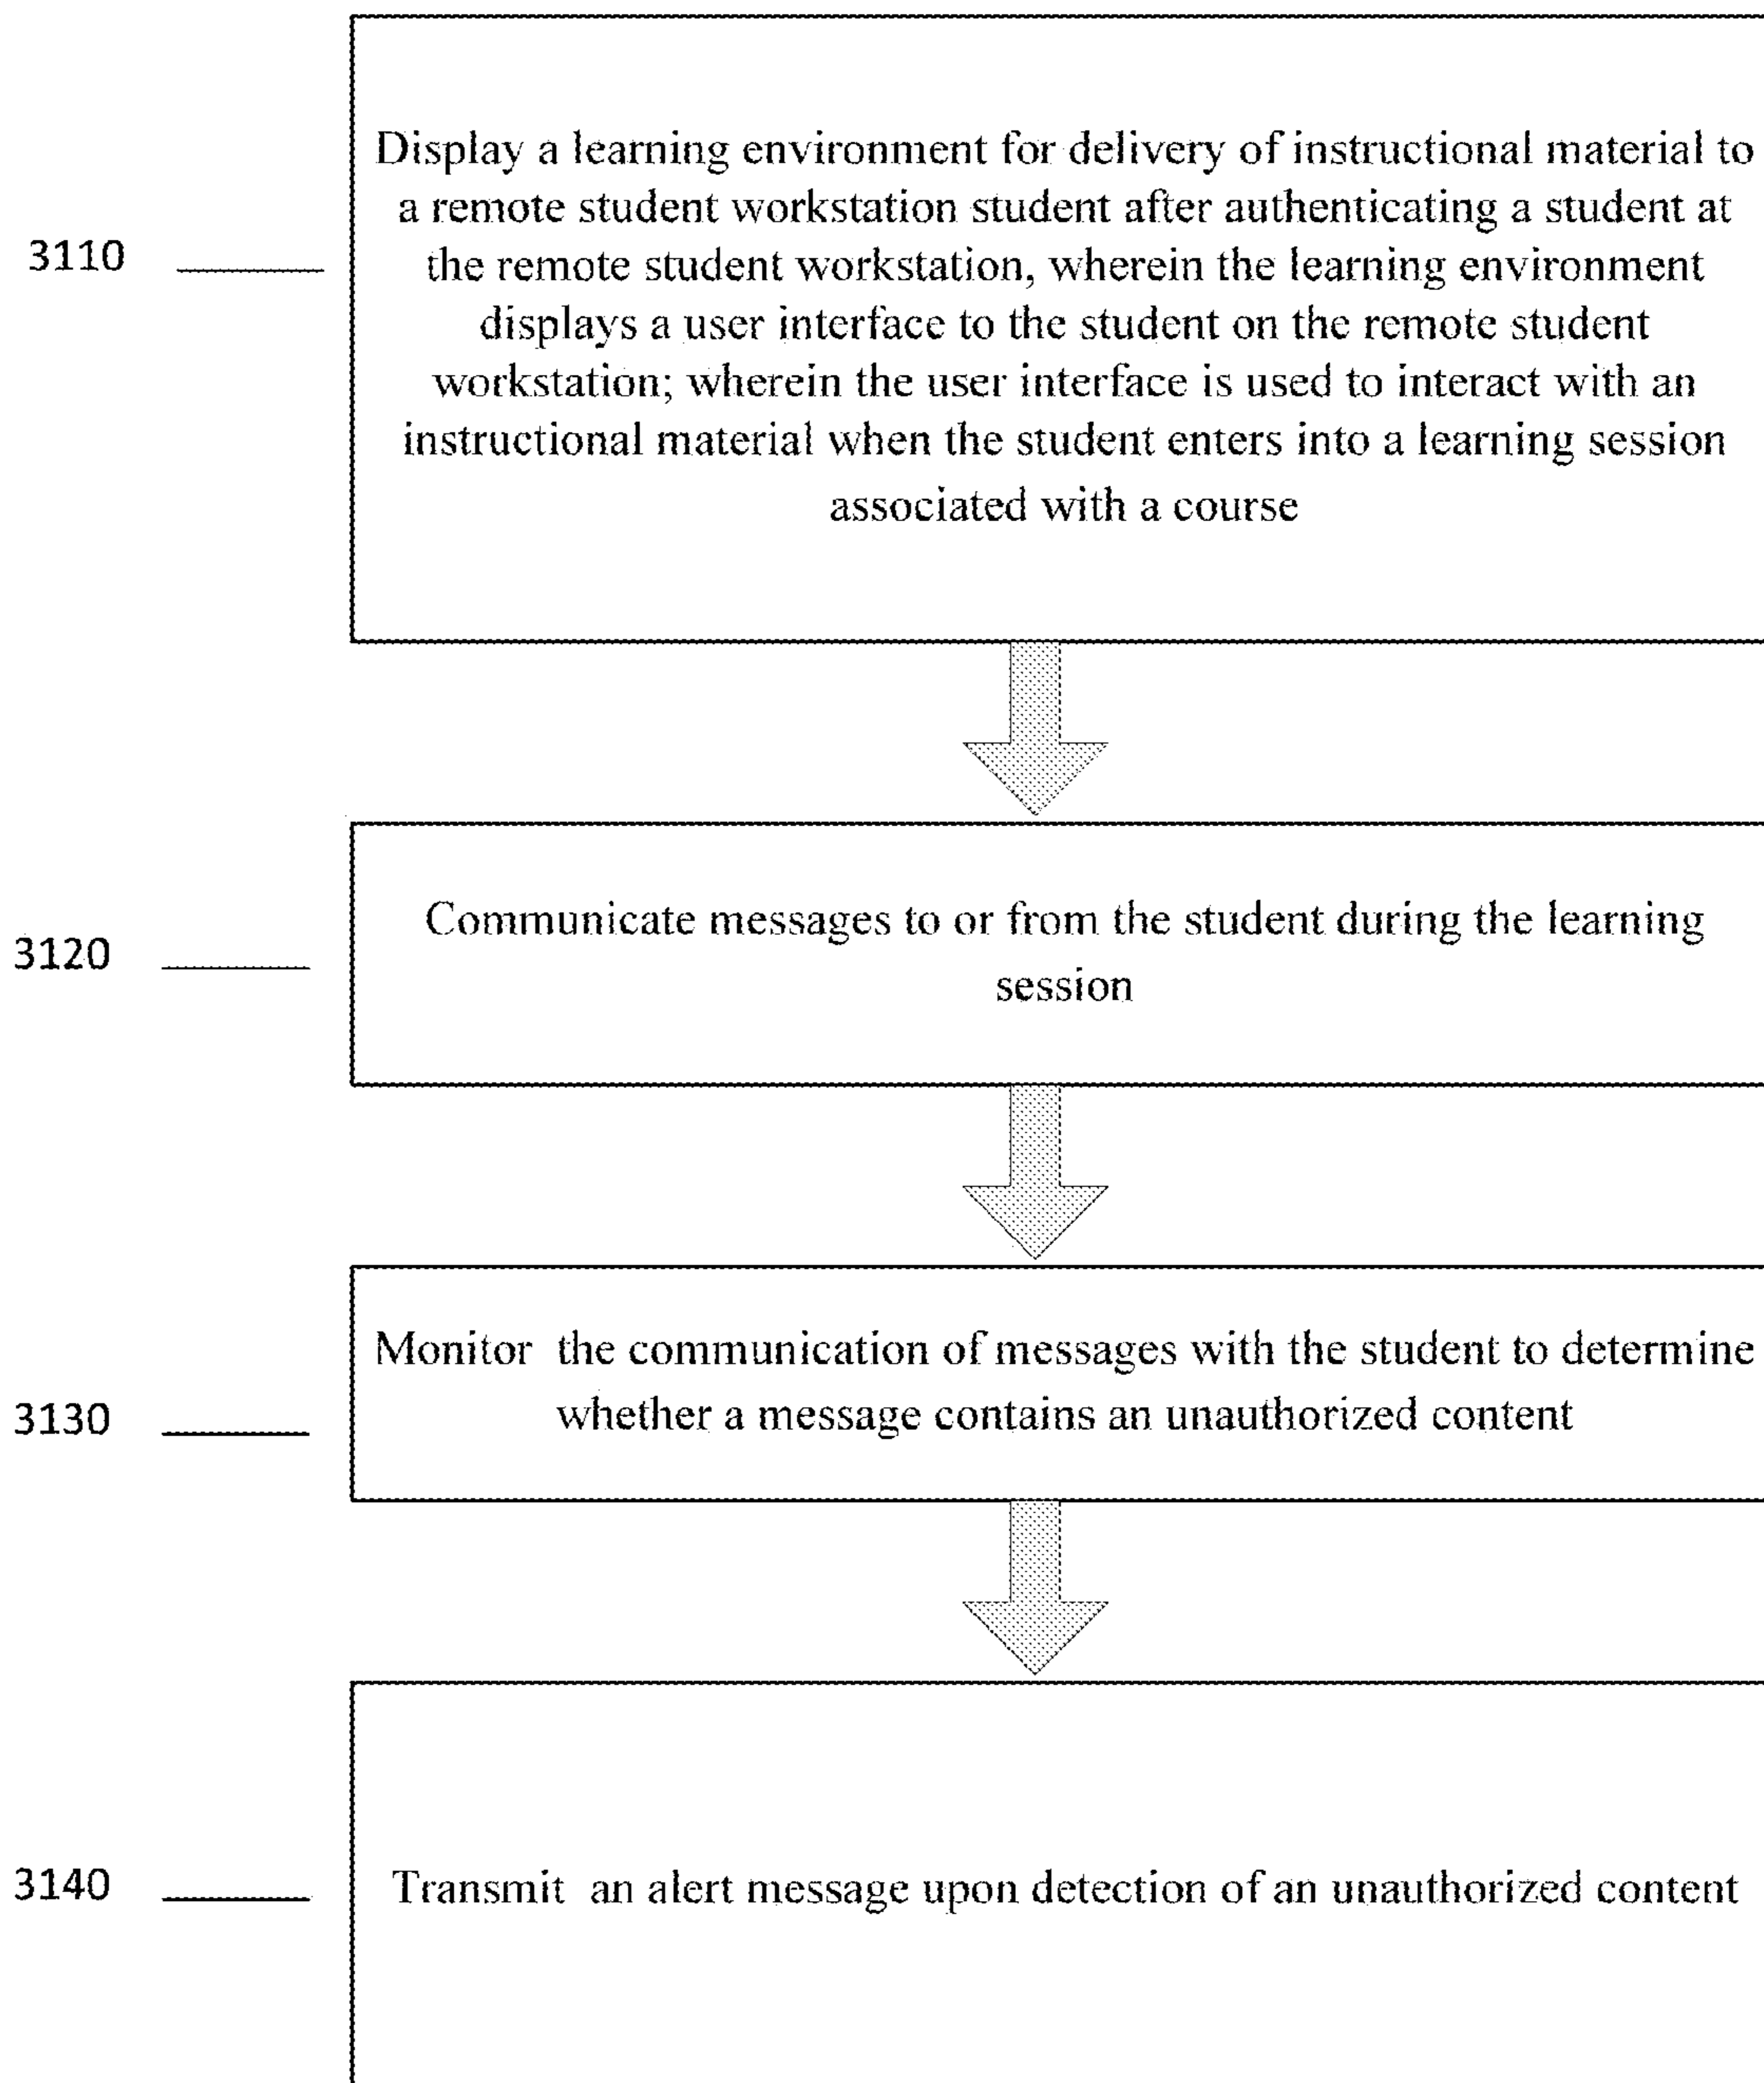 Display a learning environment for delivery of instructional material to
a remote student workstation student after authenticating a student at
3110
the remote student workstation, wherein the learning environment
displays a user interface to the student on the remote student
workstation; wherein the user interface is used to interact with an
instructional material when the student enters into a learning session
associated with a course
3120
Communicate messages to or from the student during the learning
session
3130
Monitor the communication of messages with the student to determine
whether a message contains an unauthorized content
3140
Transmit an alert message upon detection of an unauthorized content